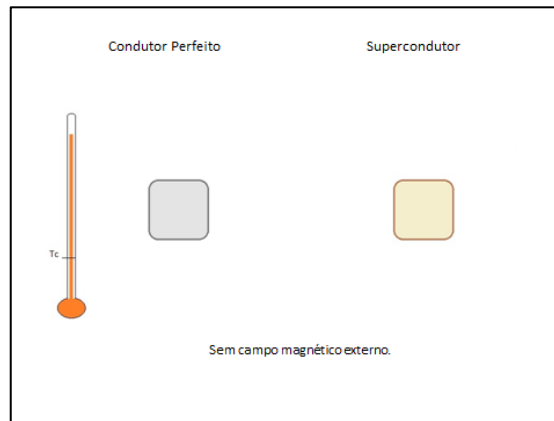 Condutor Perfeito
Supercondutor
Tc
Sem campo magnético externo.